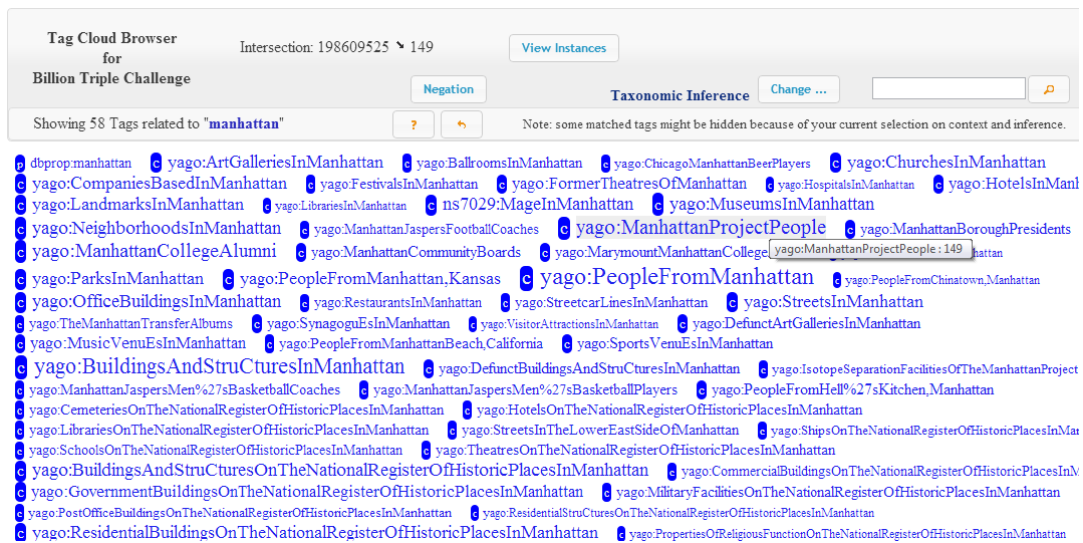 Tag Cloud Browser
for
Billion Triple Challenge
Intersection: 198609525 ↘ 149
View Instances
Negation
Taxonomic Inference Change ...
Showing 58 Tags related to "manhattan"
?
Note: some matched tags might be hidden because of your current selection on context and inference.
p dbprop:manhattan c yago:ArtGalleriesInManhattan c yago:BallroomsInManhattan c yago:ChicagoManhattanBeerPlayers c yago:ChurchesInManhattan
c yago:CompaniesBasedInManhattan c yago:FestivalsInManhattan c yago:FormerTheatresOfManhattan c yago:HospitalsInManhattan c yago:HotelsInManh
c yago:LandmarksInManhattan c yago:LibrariesInManhattan c ns7029:MageInManhattan c yago:MuseumsInManhattan
c yago:NeighborhoodsInManhattan c yago:ManhattanJaspersFootballCoaches c yago:ManhattanProjectPeople c yago:ManhattanBoroughPresidents
c yago:ManhattanCollegeAlumni c yago:ManhattanCommunityBoards c yago:MarymountManhattanCollege yago:ManhattanProjectPeople : 149 hattan
c yago:ParksInManhattan c yago:PeopleFromManhattan,Kansas c yago:PeopleFromManhattan c yago:PeopleFromChinatown,Manhattan
c yago:OfficeBuildingsInManhattan c yago:RestaurantsInManhattan c yago:StreetcarLinesInManhattan c yago:StreetsInManhattan
c yago:TheManhattanTransferAlbums c yago:SynagoguEsInManhattan c yago:VisitorAttractionsInManhattan c yago:DefunctArtGalleriesInManhattan
c yago:MusicVenuEsInManhattan c yago:PeopleFromManhattanBeach,California c yago:SportsVenuEsInManhattan
c yago:BuildingsAndStruCturesInManhattan c yago:DefunctBuildingsAndStruCturesInManhattan c yago:IsotopeSeparationFacilitiesOfTheManhattanProject
c yago:ManhattanJaspersMen%27sBasketballCoaches c yago:ManhattanJaspersMen%27sBasketballPlayers c yago:PeopleFromHell%27sKitchen,Manhattan
c yago:CemeteriesOnTheNationalRegisterOfHistoricPlacesInManhattan c yago:HotelsOnTheNationalRegisterOfHistoricPlacesInManhattan
c yago:LibrariesOnTheNationalRegisterOfHistoricPlacesInManhattan c yago:StreetsInTheLowerEastSideOfManhattan c yago:ShipsOnTheNationalRegisterOfHistoricPlacesInMan
c yago:SchoolsOnTheNationalRegisterOfHistoricPlacesInManhattan c yago:TheatresOnTheNationalRegisterOfHistoricPlacesInManhattan
c yago:BuildingsAndStruCturesOnTheNationalRegisterOfHistoricPlacesInManhattan c yago:CommercialBuildingsOnTheNationalRegisterOfHistoricPlacesInM
c yago:GovernmentBuildingsOnTheNationalRegisterOfHistoricPlacesInManhattan c yago:MilitaryFacilitiesOnTheNationalRegisterOfHistoricPlacesInManhattan
c yago:PostOfficeBuildingsOnTheNationalRegisterOfHistoricPlacesInManhattan c yago:ResidentialStruCturesOnTheNationalRegisterOfHistoricPlacesInManhattan
c yago:ResidentialBuildingsOnTheNationalRegisterOfHistoricPlacesInManhattan c yago:PropertiesOfReligiousFunctionOnTheNationalRegisterOfHistoricPlacesInManhattan